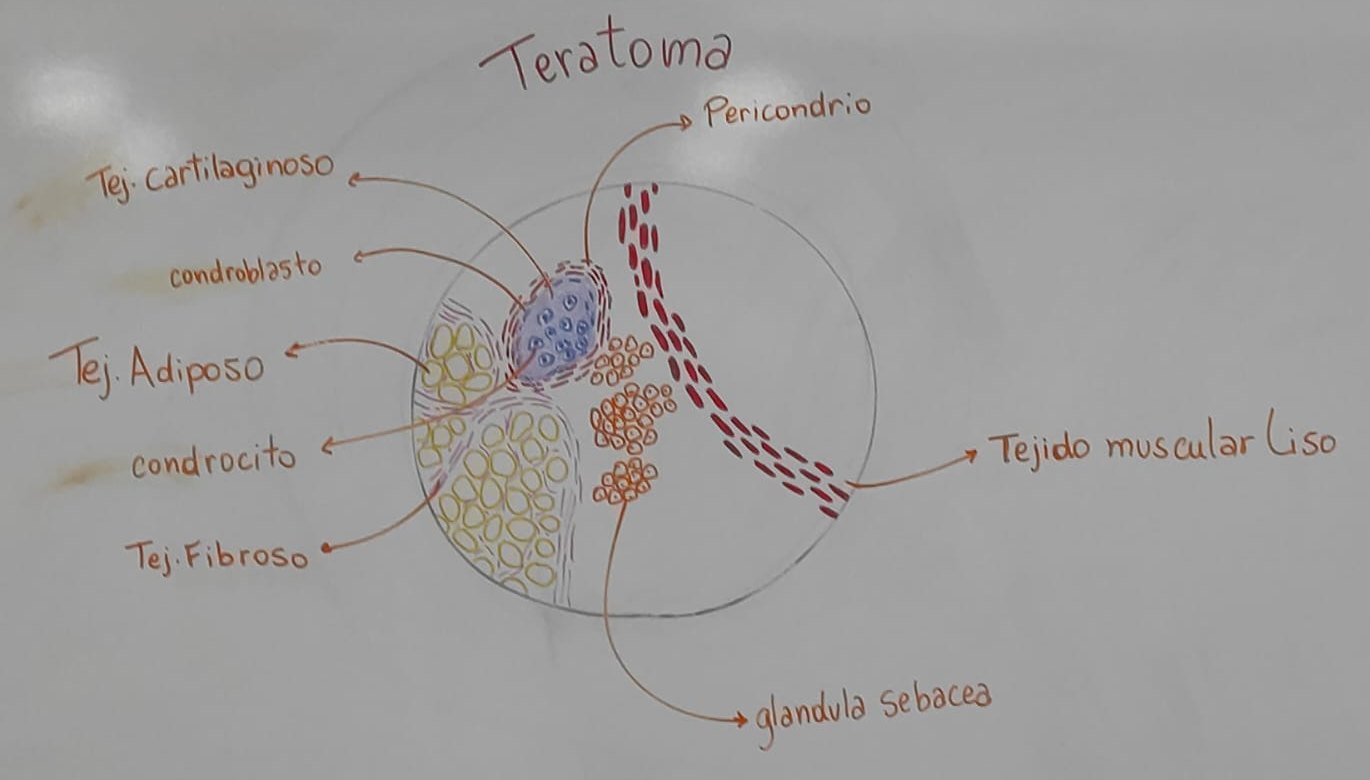 Teratoma
Pericondrio
Tej. Cartilaginoso
condroblasto
Tej. Adiposo
condrocito
Tej. Fibroso
Tejido muscular Liso
glandula sebacea